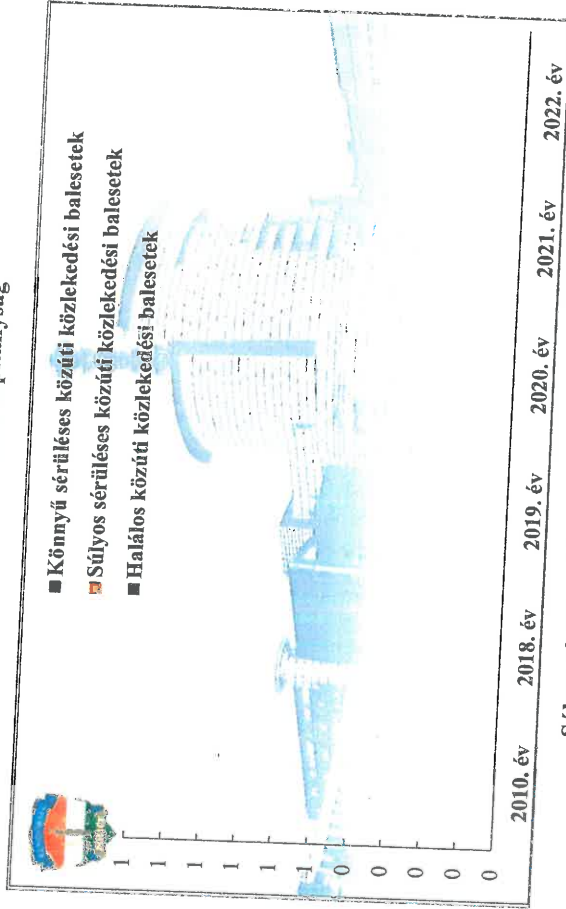 ■ Könnyű sérüléses közúti közlekedési balesetek
■ Súlyos sérüléses közúti közlekedési balesetek
■ Halálos közúti közlekedési balesetek
1
1
1
1
1
1
0
0
0
0
0
2010. év 2018. év 2019. év 2020. év 2021. év 2022. év